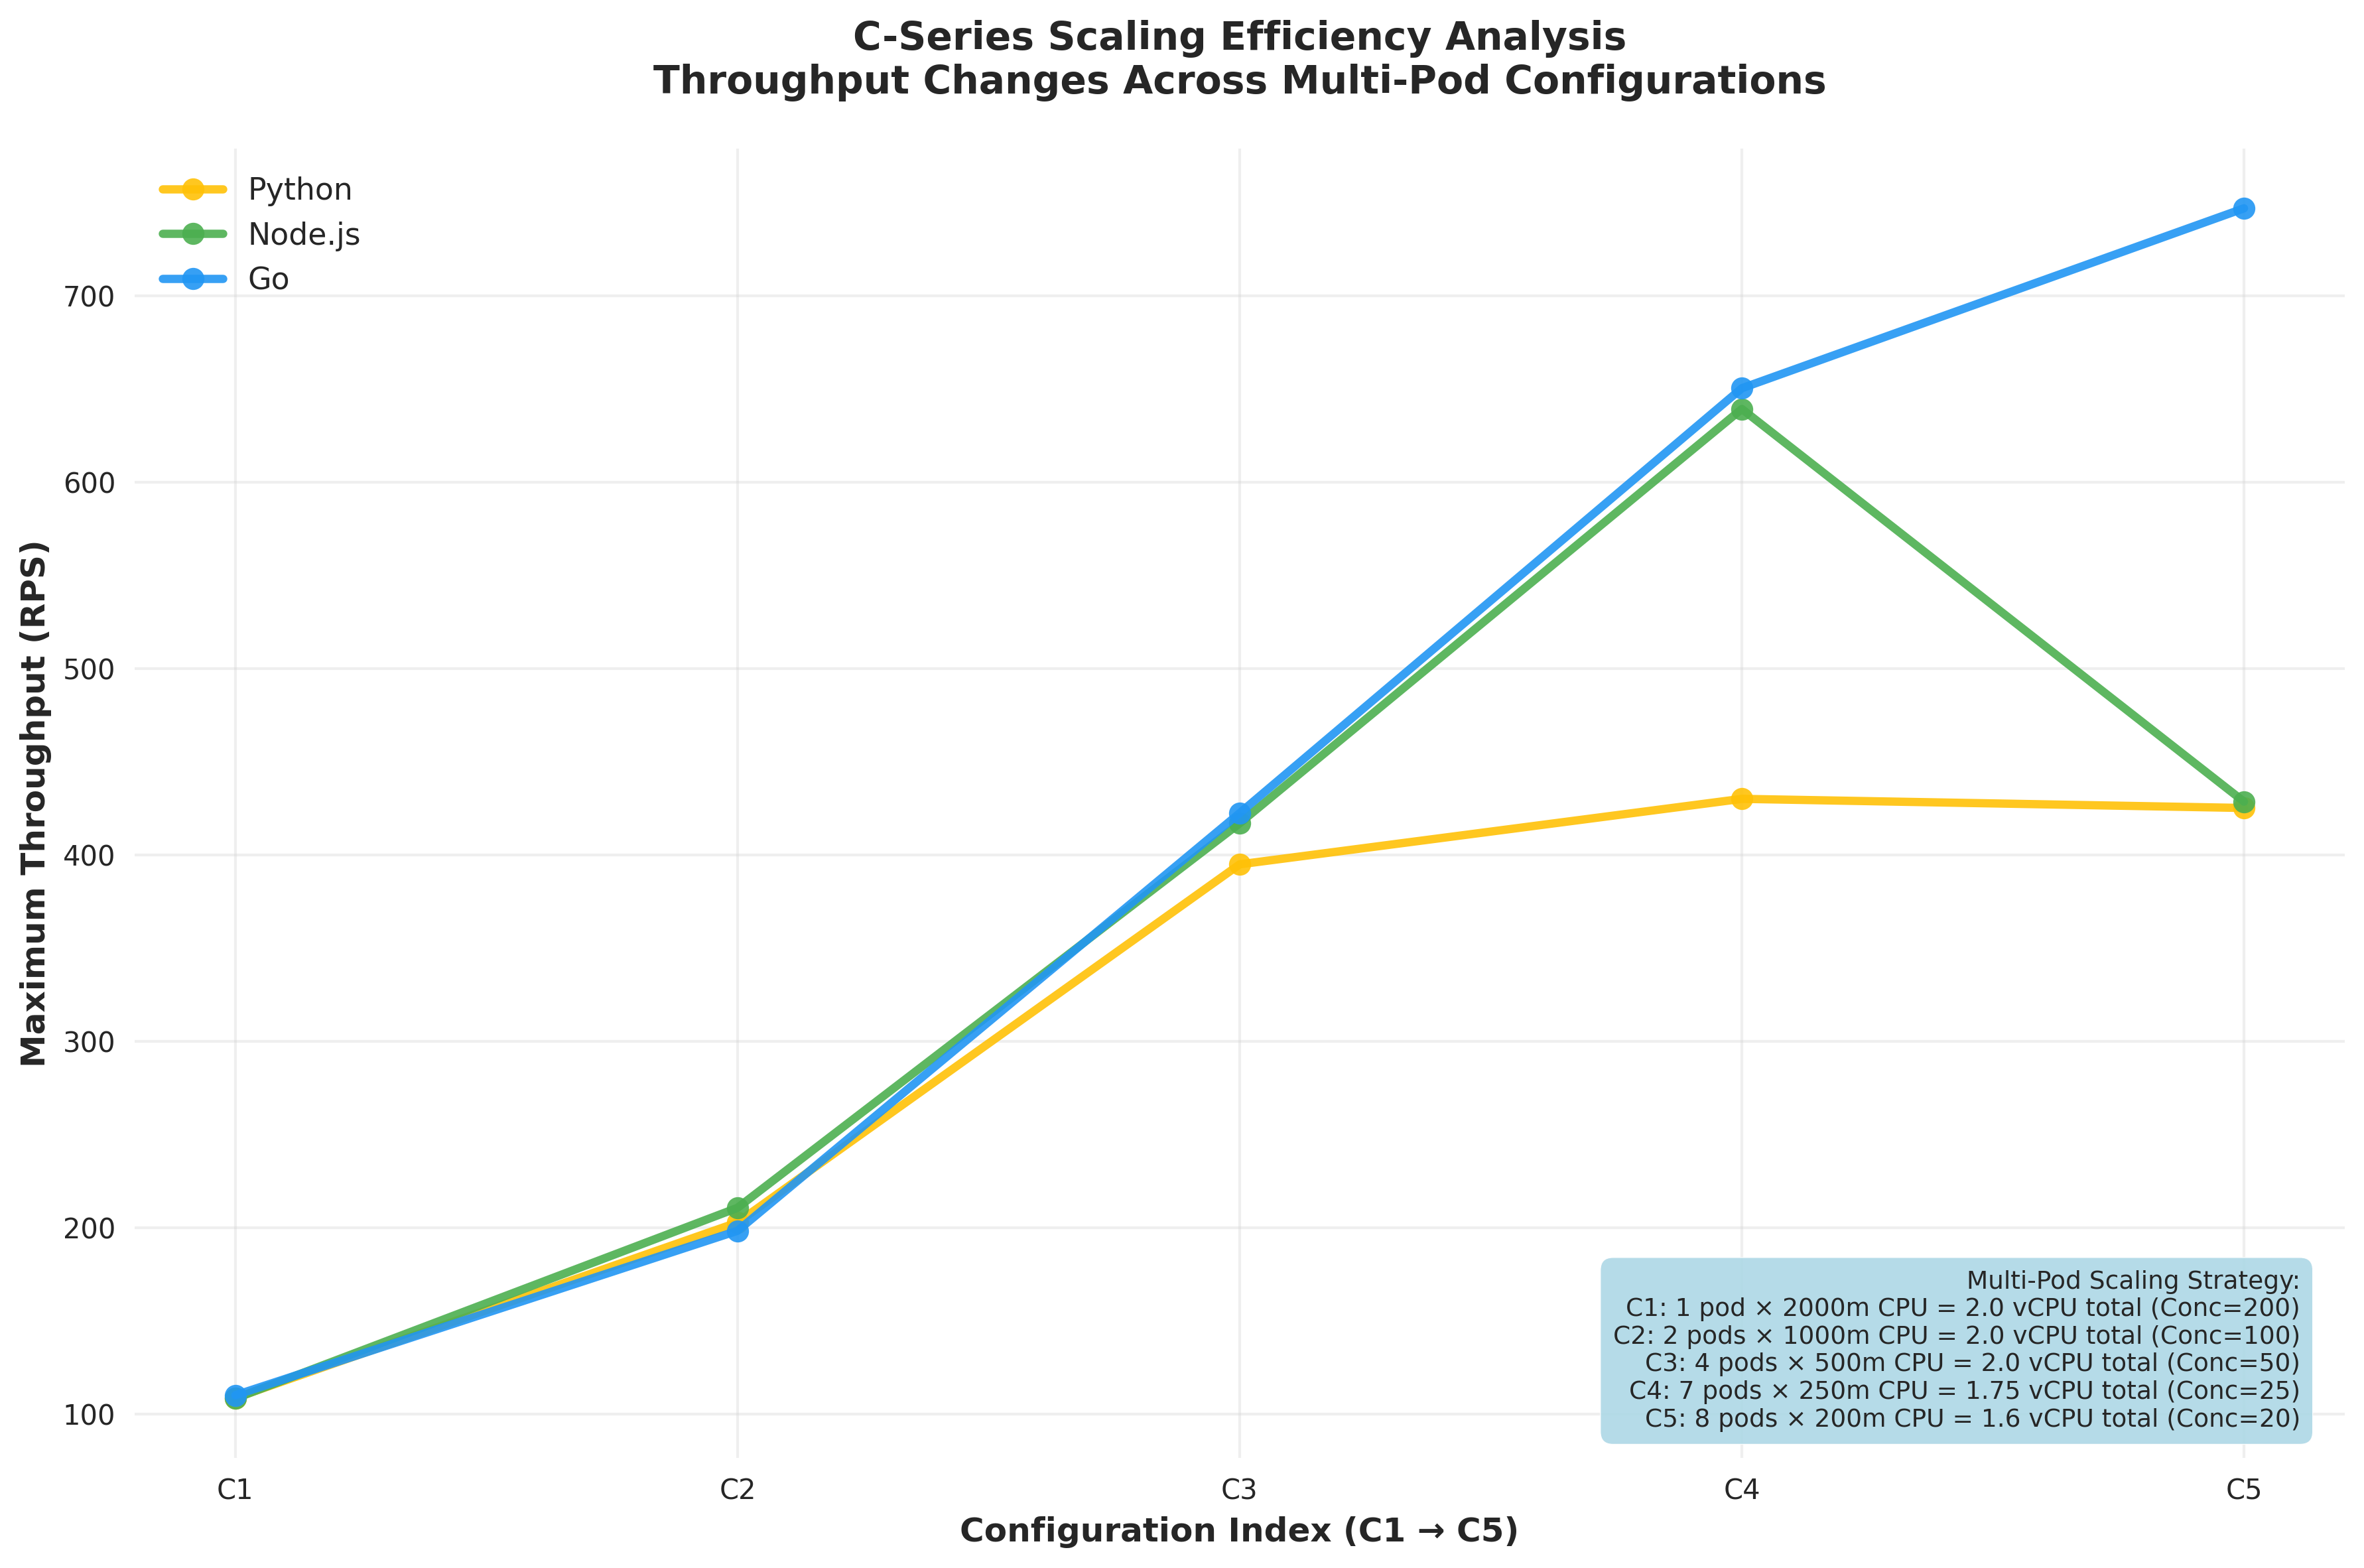 C-Series Scaling Efficiency Analysis
Throughput Changes Across Multi-Pod Configurations
Python
Node.js
Go
Maximum Throughput (RPS)
700
600
500
400
300
200
100
Multi-Pod Scaling Strategy:
C1: 1 pod × 2000m CPU = 2.0 vCPU total (Conc=200)
C2: 2 pods × 1000m CPU = 2.0 vCPU total (Conc=100)
C3: 4 pods × 500m CPU = 2.0 vCPU total (Conc=50)
C4: 7 pods × 250m CPU = 1.75 vCPU total (Conc=25)
C5: 8 pods × 200m CPU = 1.6 vCPU total (Conc=20)
C1 C2 C3 C4 C5
Configuration Index (C1 → C5)